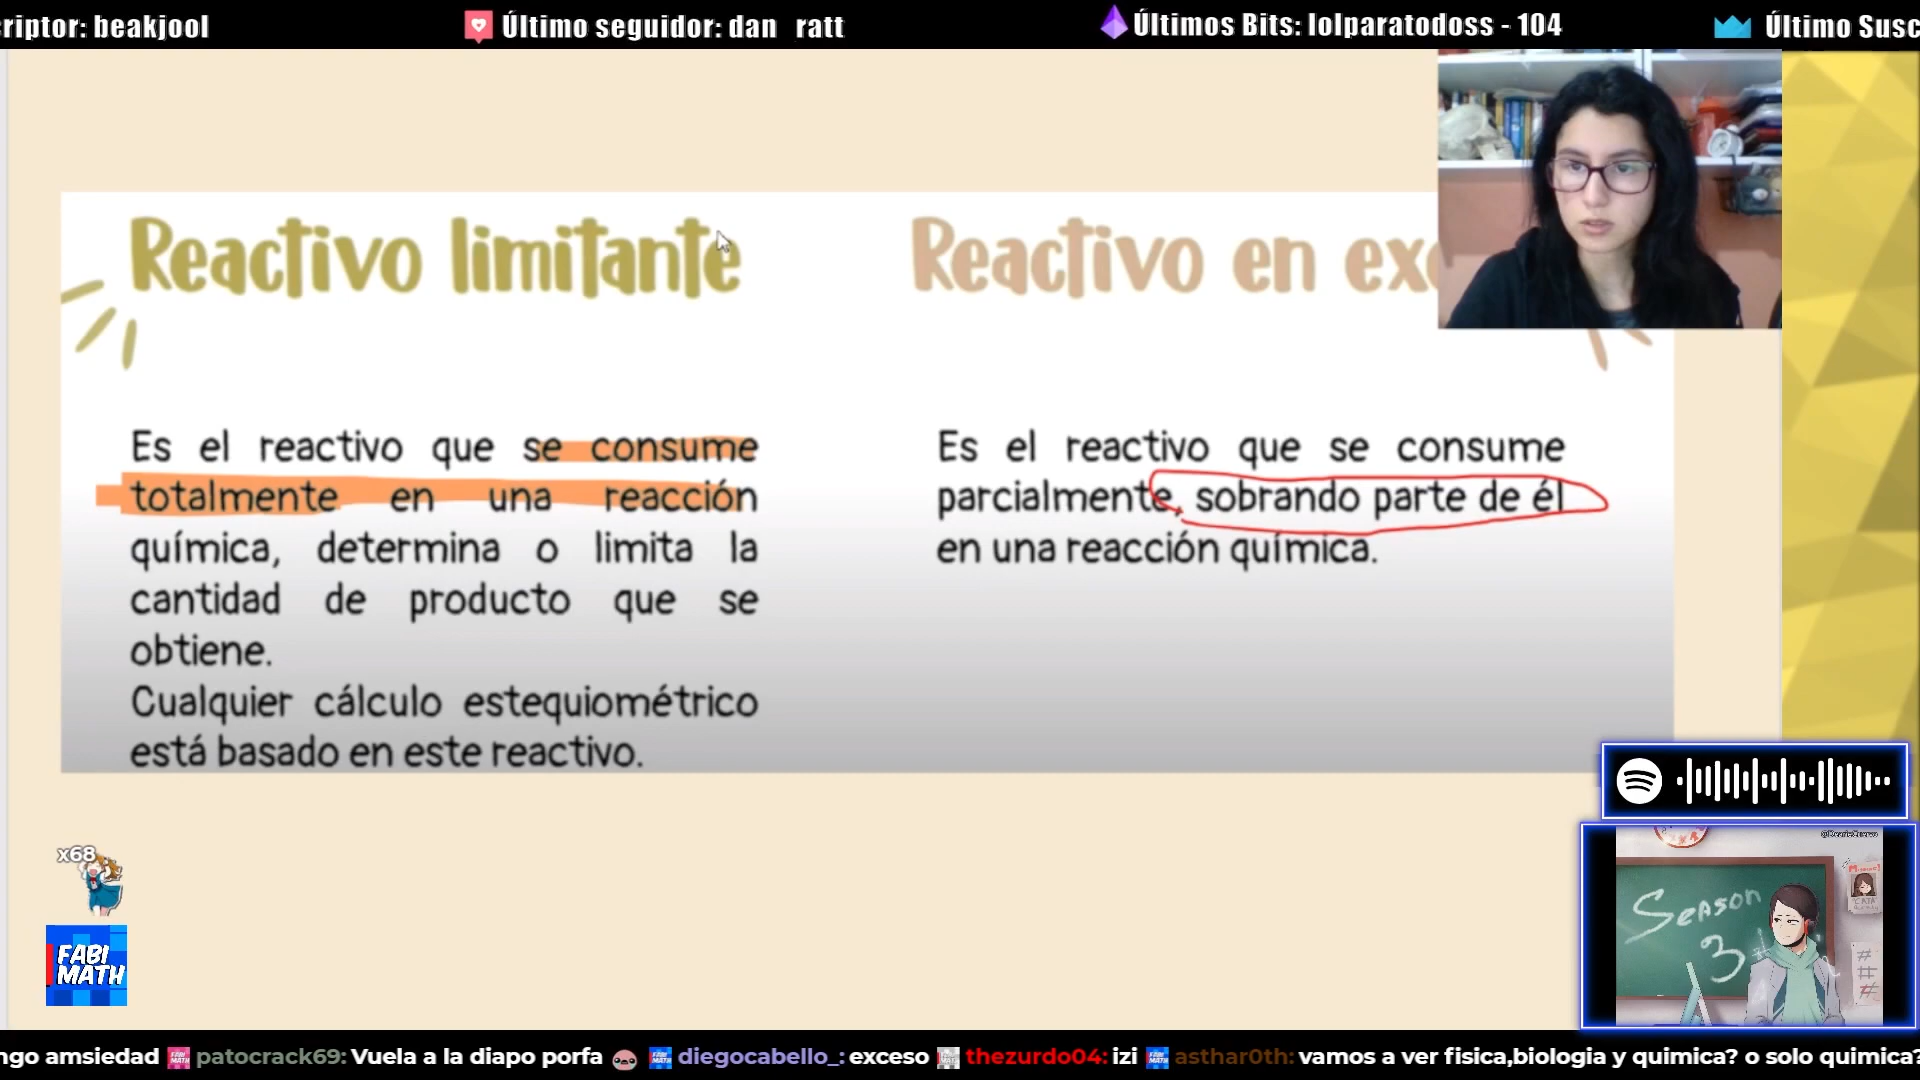 riptor: beakjool
Último seguidor: dan_ratt
Últimos Bits: lolparatodoss - 104
Último Susc
Reactivo limitante
Es el reactivo que se consume
totalmente en una reacción
química, determina o limita la
cantidad de producto que se
obtiene.
Cualquier cálculo estequiométrico
está basado en este reactivo.
Reactivo en exc
Es el reactivo que se consume
parcialmente, sobrando parte de él
en una reacción química.
x68
FABI
MATH
Season
3
ngo amsiedad patocrack69: Vuela a la diapo porfa diegocabello_: exceso thezurdo04: izi asthar0th: vamos a ver fisica,biologia y quimica? o solo quimica?